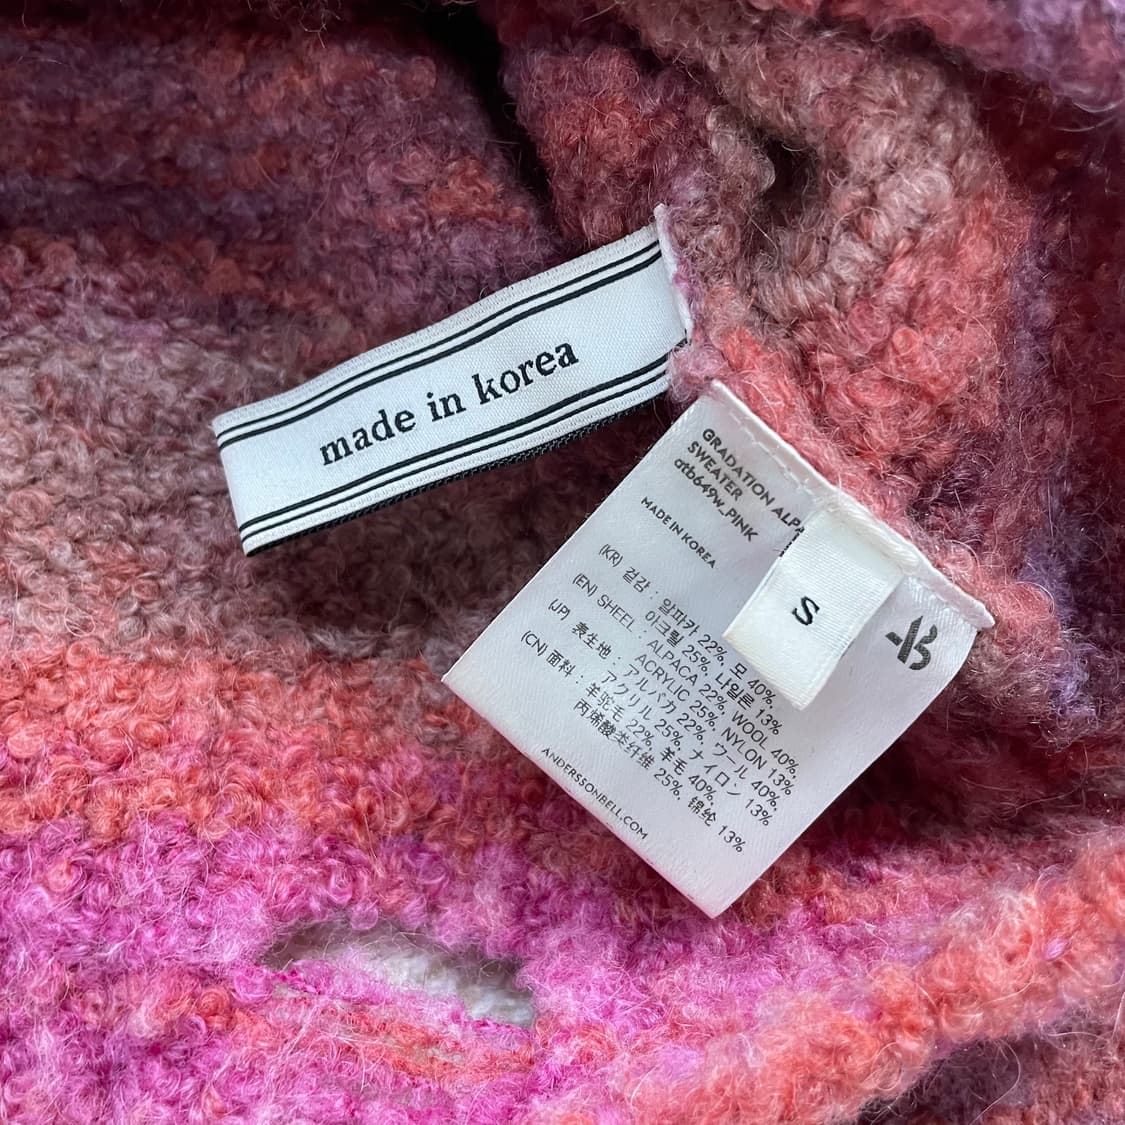 made in korea
GRADATION ALPA
SWEATER
atb649w_PINK
MADE IN KOREA
S
(KR) 겉감 : 알파카 22%, 모 40%,
아크릴 25%, 나일론 13%
(EN) SHEEL : ALPACA 22%, WOOL 40%,
ACRYLIC 25%, NYLON 13%
(JP) 表生地 : アルパカ 22%, ウール 40%,
アクリル 25%, ナイロン 13%
(CN) 面料 : 羊驼毛 22%, 羊毛 40%,
丙烯酸类纤维 25%, 锦纶 13%
ANDERSSONBELL.COM